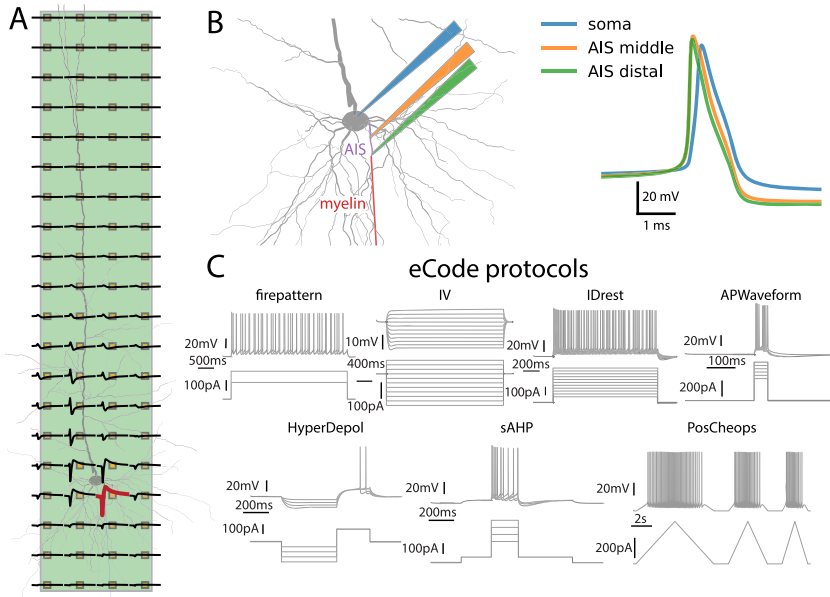 A
B
AIS
myelin
soma
AIS middle
AIS distal
20 mV
1 ms
C
eCode protocols
firepattern
IV
IDrest
APWaveform
20mV
500ms
100pA
10mV
400ms
100pA
20mV
200ms
100pA
20mV
100ms
200pA
HyperDepol
sAHP
PosCheops
20mV
200ms
100pA
20mV
200ms
100pA
20mV
2s
200pA